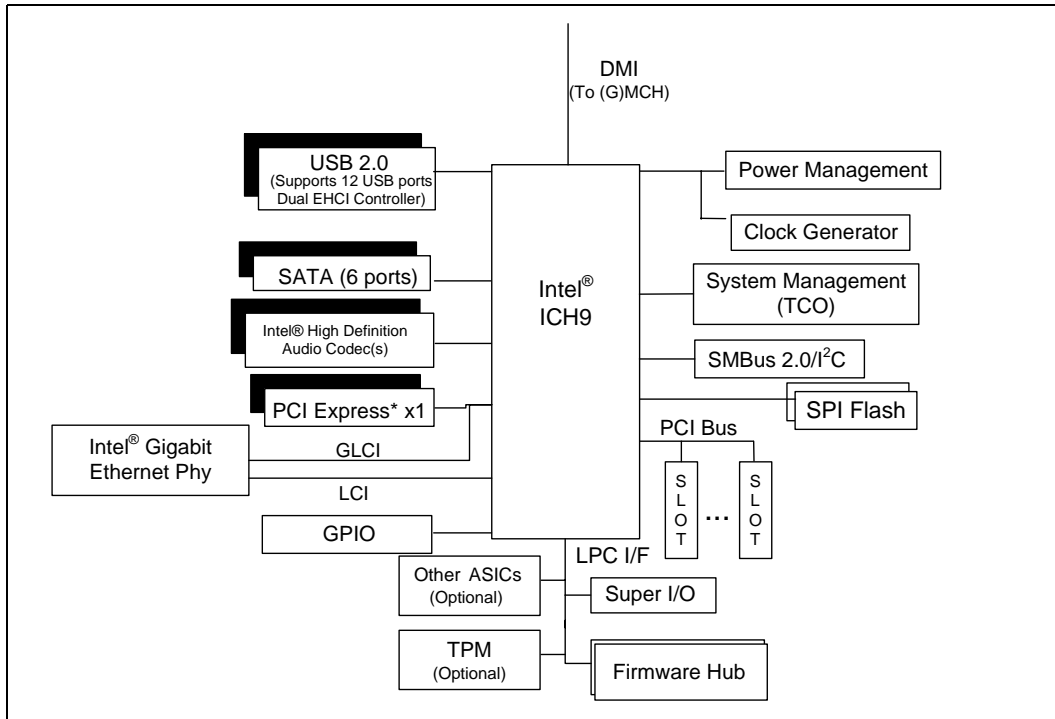 DMI
(To (G)MCH)
USB 2.0
(Supports 12 USB ports
Dual EHCI Controller)
Power Management
Clock Generator
SATA (6 ports)
Intel®
ICH9
System Management
(TCO)
Intel® High Definition
Audio Codec(s)
SMBus 2.0/I²C
PCI Express* x1
SPI Flash
Intel® Gigabit
Ethernet Phy
GLCI
LCI
PCI Bus
SLOT
...
SLOT
GPIO
LPC I/F
Other ASICs
(Optional)
Super I/O
TPM
(Optional)
Firmware Hub